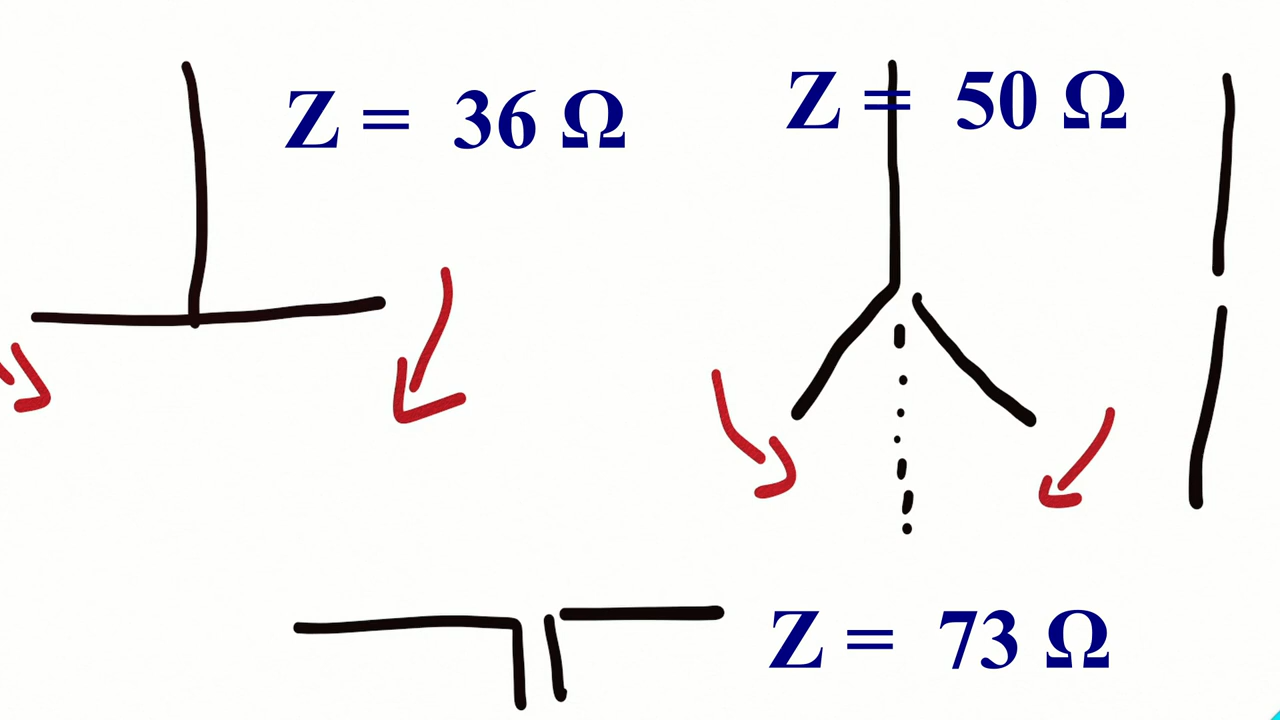 Z = 36 Ω
Z = 50 Ω
Z = 73 Ω